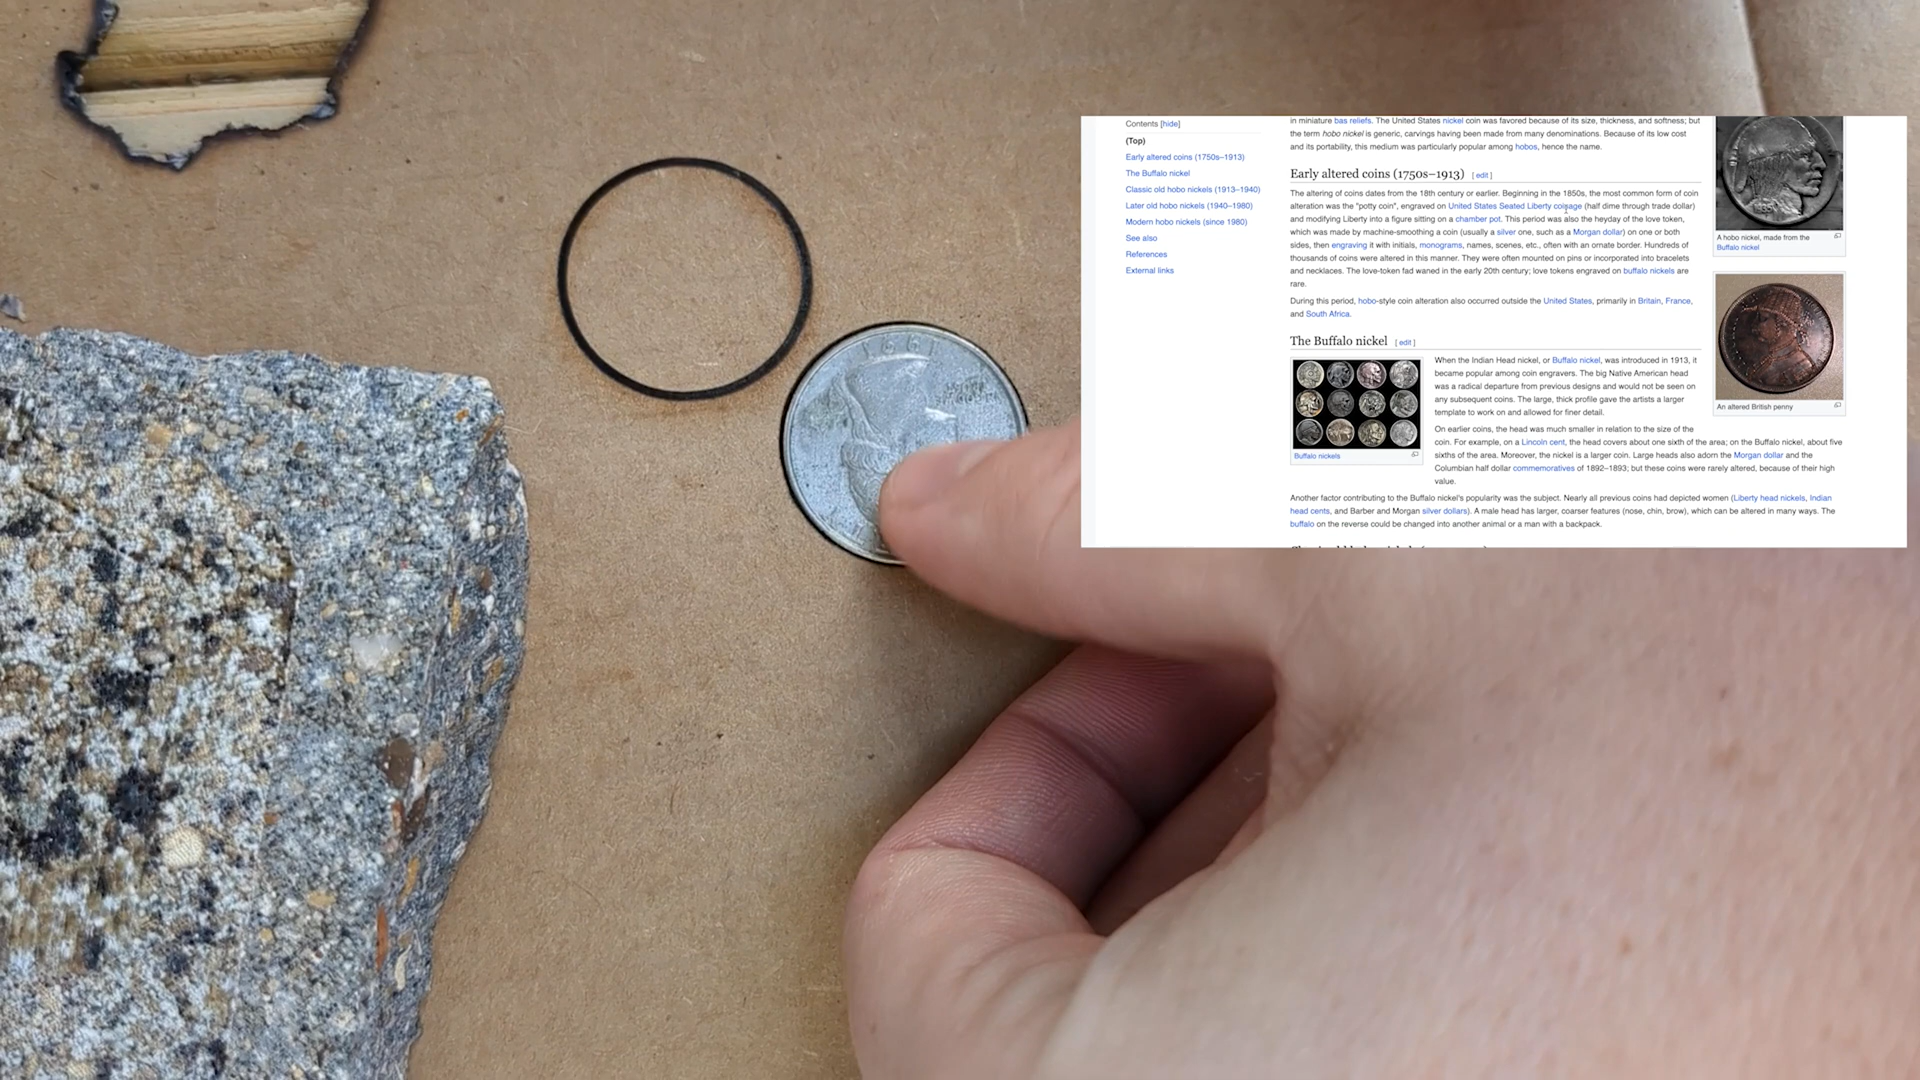 1991
Contents [hide]
(Top)
Early altered coins (1750s–1913)
The Buffalo nickel
Classic old hobo nickels (1913–1940)
Later old hobo nickels (1940–1980)
Modern hobo nickels (since 1980)
See also
References
External links
in miniature bas reliefs. The United States nickel coin was favored because of its size, thickness, and softness; but
the term hobo nickel is generic, carvings having been made from many denominations. Because of its low cost
and its portability, this medium was particularly popular among hobos, hence the name.
Early altered coins (1750s–1913) [ edit ]
The altering of coins dates from the 18th century or earlier. Beginning in the 1850s, the most common form of coin
alteration was the "potty coin", engraved on United States Seated Liberty coinage (half dime through trade dollar)
and modifying Liberty into a figure sitting on a chamber pot. This period was also the heyday of the love token,
which was made by machine-smoothing a coin (usually a silver one, such as a Morgan dollar) on one or both
sides, then engraving it with initials, monograms, names, scenes, etc., often with an ornate border. Hundreds of
thousands of coins were altered in this manner. They were often mounted on pins or incorporated into bracelets
and necklaces. The love-token fad waned in the early 20th century; love tokens engraved on buffalo nickels are
rare.
During this period, hobo-style coin alteration also occurred outside the United States, primarily in Britain, France,
and South Africa.
The Buffalo nickel [ edit ]
Buffalo nickels
When the Indian Head nickel, or Buffalo nickel, was introduced in 1913, it
became popular among coin engravers. The big Native American head
was a radical departure from previous designs and would not be seen on
any subsequent coins. The large, thick profile gave the artists a larger
template to work on and allowed for finer detail.
On earlier coins, the head was much smaller in relation to the size of the
coin. For example, on a Lincoln cent, the head covers about one sixth of the area; on the Buffalo nickel, about five
sixths of the area. Moreover, the nickel is a larger coin. Large heads also adorn the Morgan dollar and the
Columbian half dollar commemoratives of 1892–1893; but these coins were rarely altered, because of their high
value.
Another factor contributing to the Buffalo nickel's popularity was the subject. Nearly all previous coins had depicted women (Liberty head nickels, Indian
head cents, and Barber and Morgan silver dollars). A male head has larger, coarser features (nose, chin, brow), which can be altered in many ways. The
buffalo on the reverse could be changed into another animal or a man with a backpack.
A hobo nickel, made from the
Buffalo nickel
An altered British penny